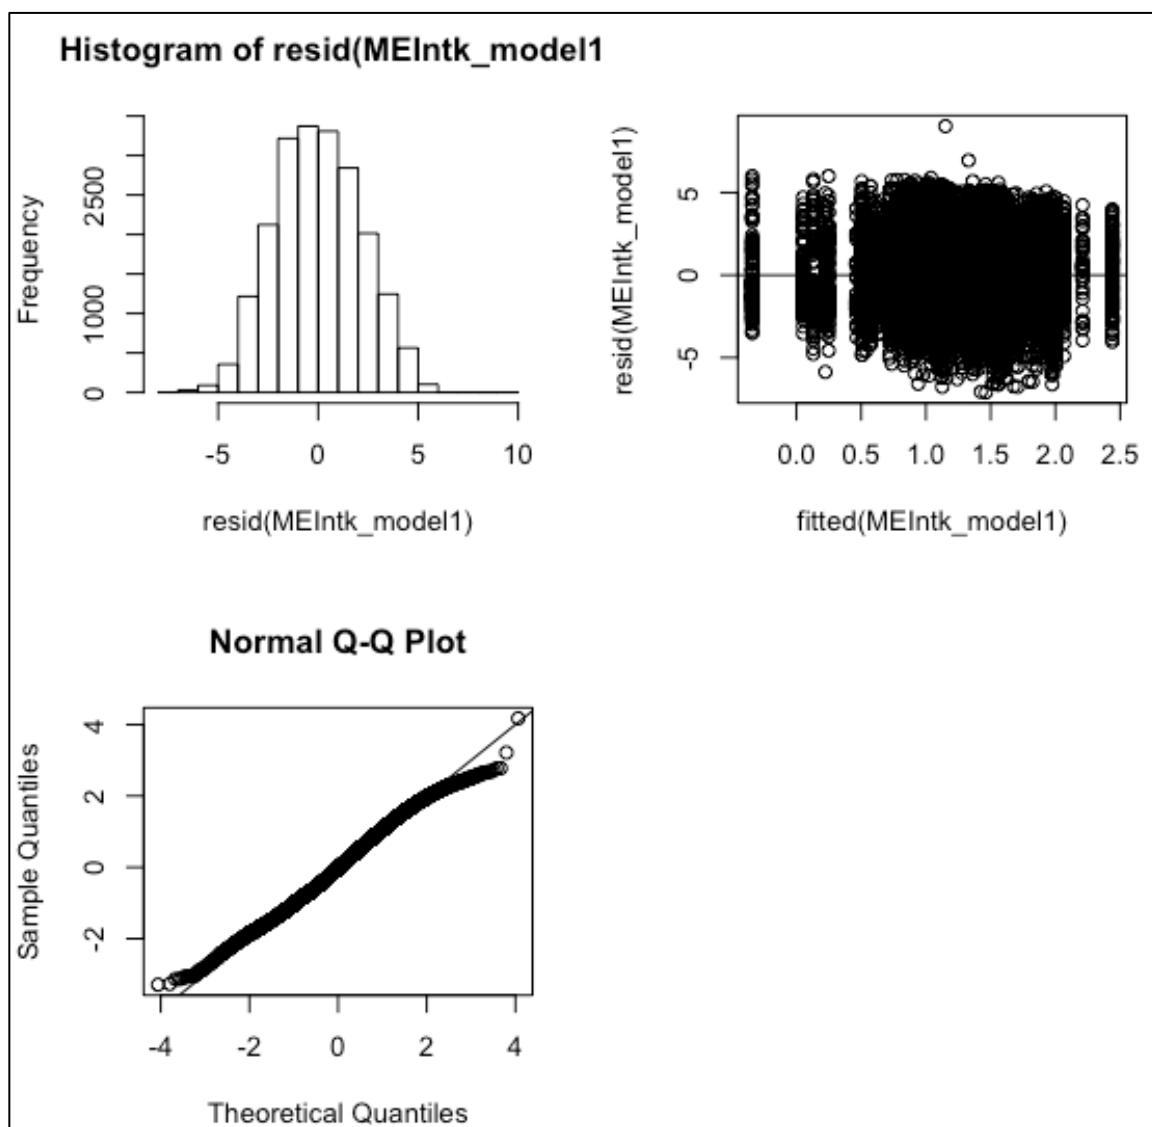 Histogram of resid(MEIntk_model1
Frequency
0 1000 2500
-5 0 5 10
resid(MEIntk_model1)
resid(MEIntk_model1)
-5 0 5
0.0 0.5 1.0 1.5 2.0 2.5
fitted(MEIntk_model1)
Normal Q-Q Plot
Sample Quantiles
-2 0 2 4
-4 -2 0 2 4
Theoretical Quantiles